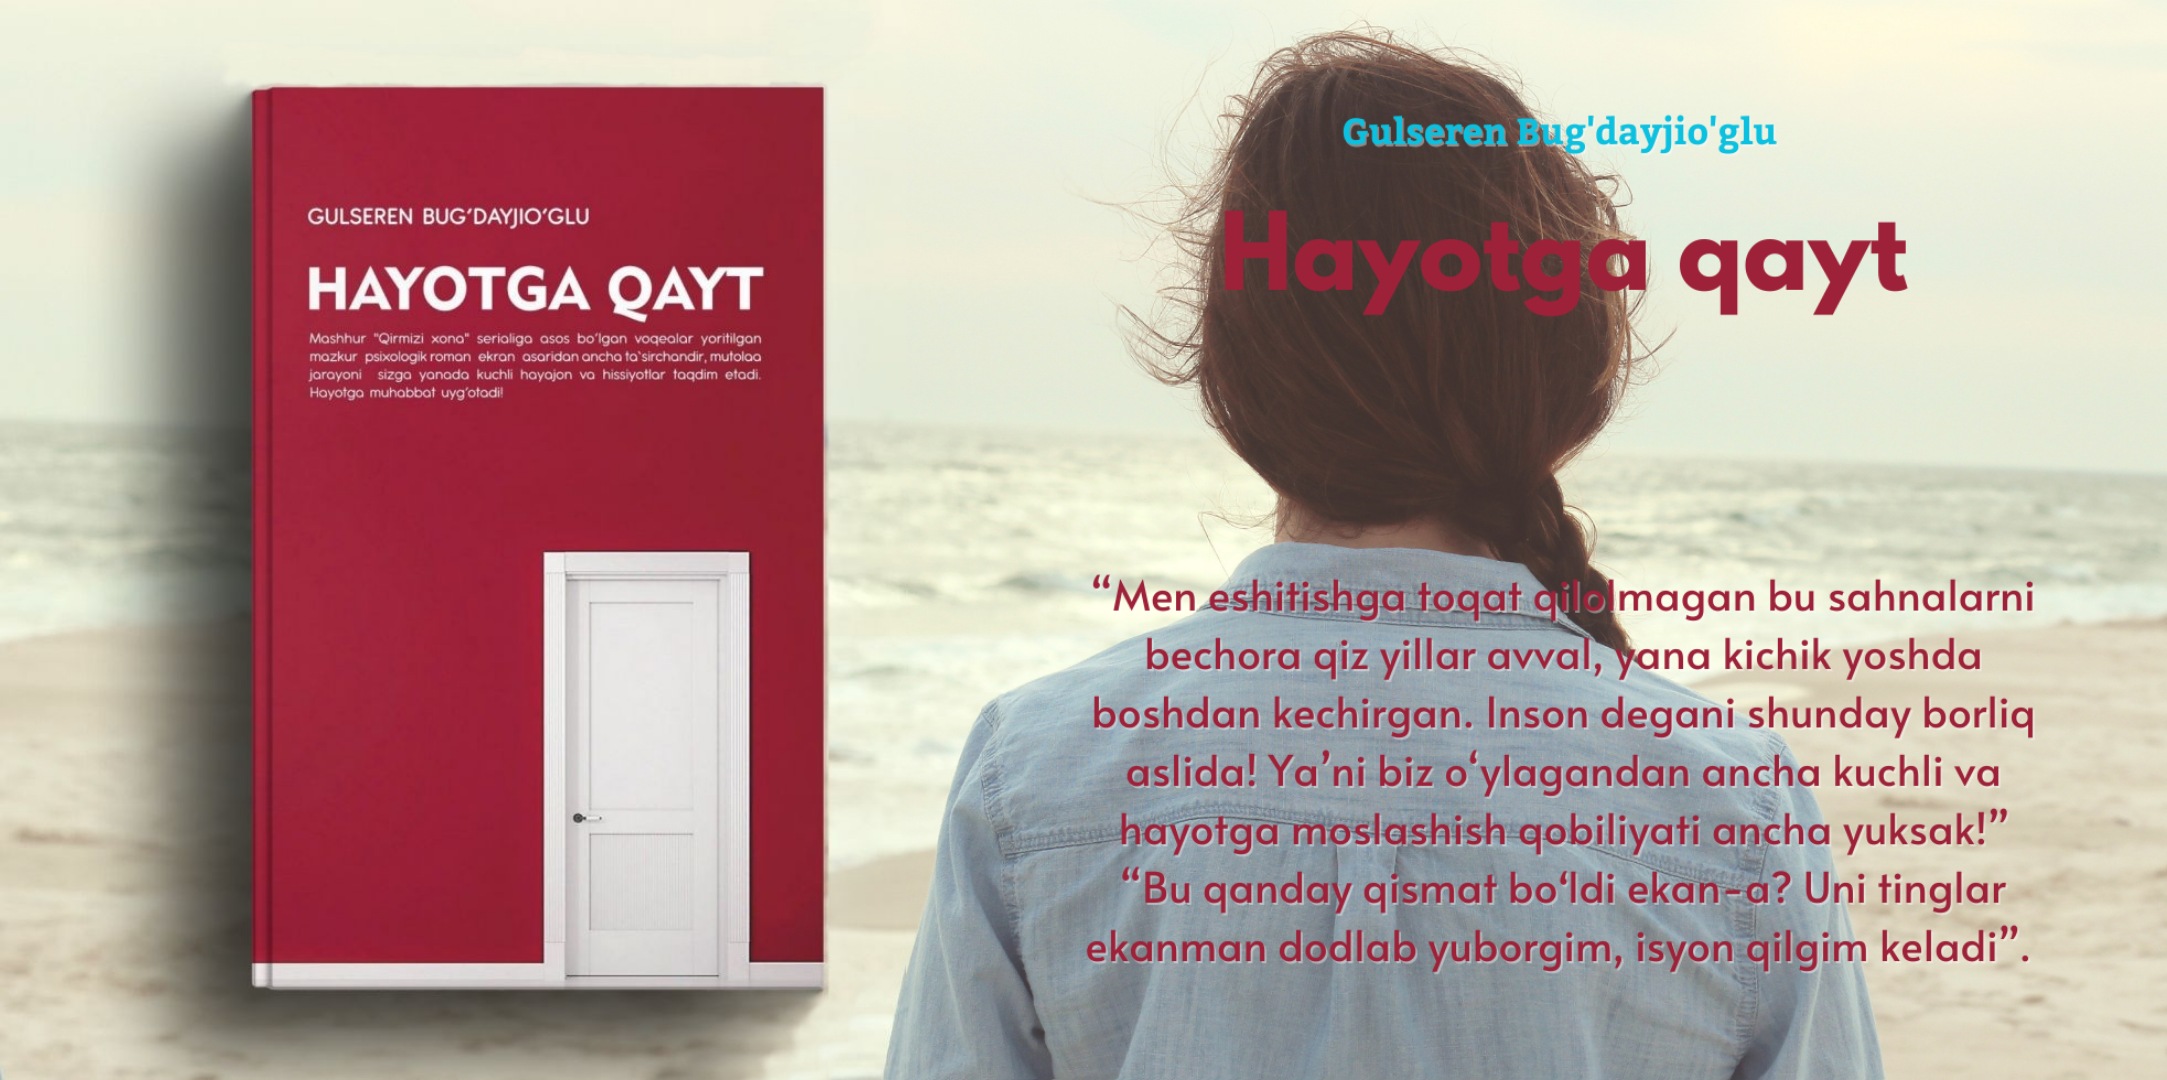 GULSEREN BUG‘DAYJIO‘GLU
HAYOTGA QAYT
Mashhur "Qirmizi xona" serialiga asos bo‘lgan voqealar yoritilgan
mazkur psixologik roman ekran asaridan ancha ta`sirchandir, mutolaa
jarayoni sizga yanada kuchli hayajon va hissiyotlar taqdim etadi.
Hayotga muhabbat uyg‘otadi!
Gulseren Bug'dayjio'glu
Hayotga qayt
“Men eshitishga toqat qilolmagan bu sahnalarni
bechora qiz yillar avval, yana kichik yoshda
boshdan kechirgan. Inson degani shunday borliq
aslida! Ya’ni biz o‘ylagandan ancha kuchli va
hayotga moslashish qobiliyati ancha yuksak!”
“Bu qanday qismat bo‘ldi ekan-a? Uni tinglar
ekanman dodlab yuborgim, isyon qilgim keladi”.